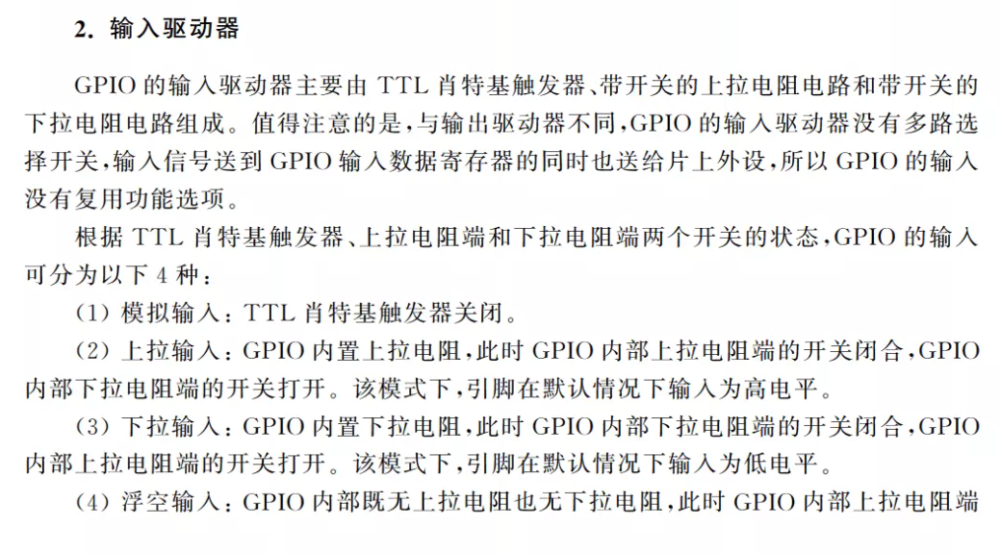 2. 输入驱动器
GPIO 的输入驱动器主要由 TTL 肖特基触发器、带开关的上拉电阻电路和带开关的
下拉电阻电路组成。值得注意的是,与输出驱动器不同,GPIO 的输入驱动器没有多路选
择开关,输入信号送到 GPIO 输入数据寄存器的同时也送给片上外设,所以 GPIO 的输入
没有复用功能选项。
根据 TTL 肖特基触发器、上拉电阻端和下拉电阻端两个开关的状态,GPIO 的输入
可分为以下 4 种:
(1) 模拟输入: TTL 肖特基触发器关闭。
(2) 上拉输入: GPIO 内置上拉电阻,此时 GPIO 内部上拉电阻端的开关闭合,GPIO
内部下拉电阻端的开关打开。该模式下,引脚在默认情况下输入为高电平。
(3) 下拉输入: GPIO 内置下拉电阻,此时 GPIO 内部下拉电阻端的开关闭合,GPIO
内部上拉电阻端的开关打开。该模式下,引脚在默认情况下输入为低电平。
(4) 浮空输入: GPIO 内部既无上拉电阻也无下拉电阻,此时 GPIO 内部上拉电阻端